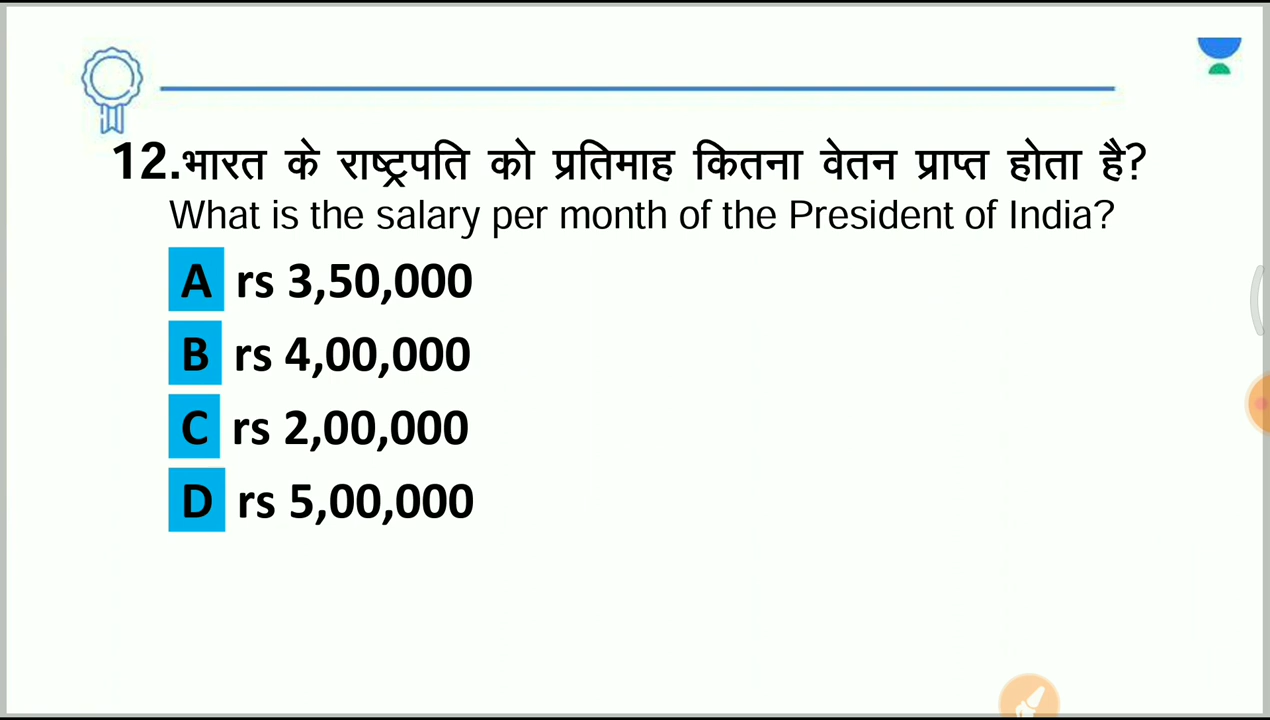 12.भारत के राष्ट्रपति को प्रतिमाह कितना वेतन प्राप्त होता है?
What is the salary per month of the President of India?
A rs 3,50,000
B rs 4,00,000
C rs 2,00,000
D rs 5,00,000